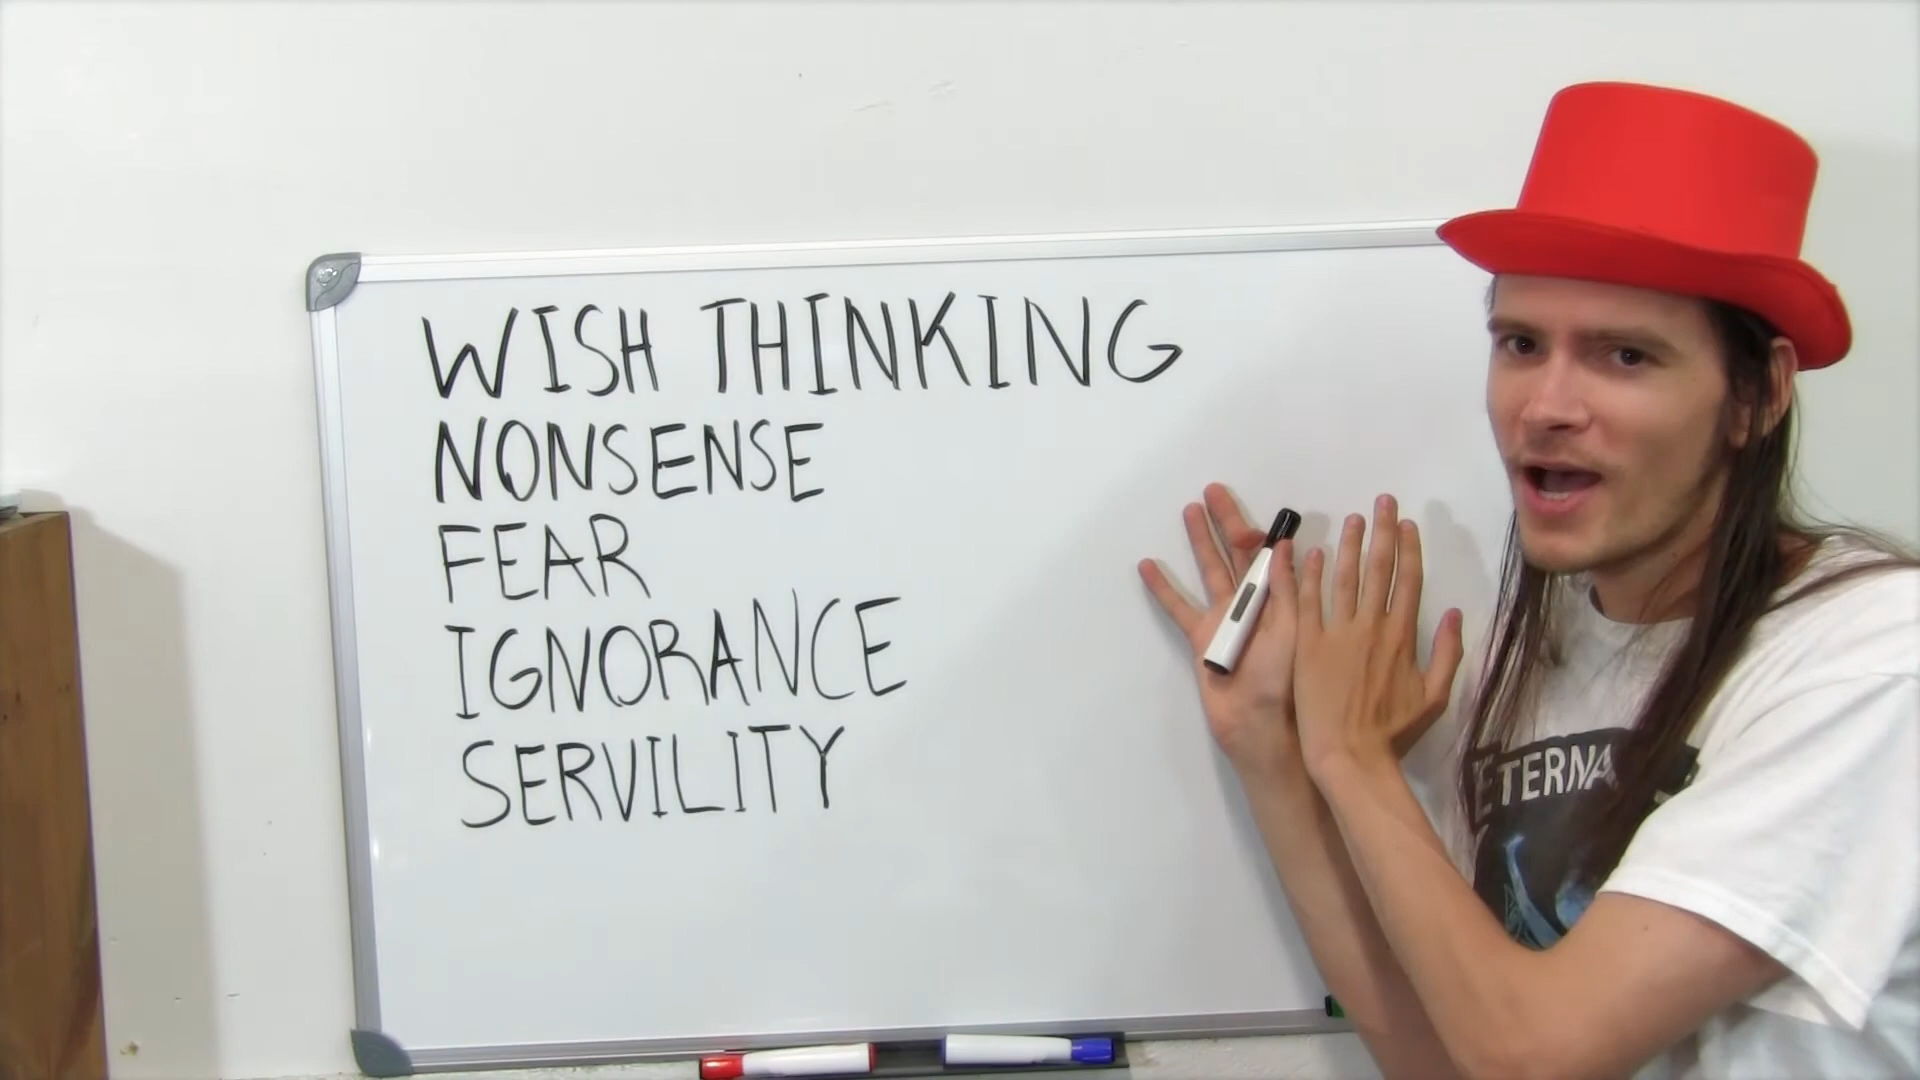 WISH THINKING
NONSENSE
FEAR
IGNORANCE
SERVILITY